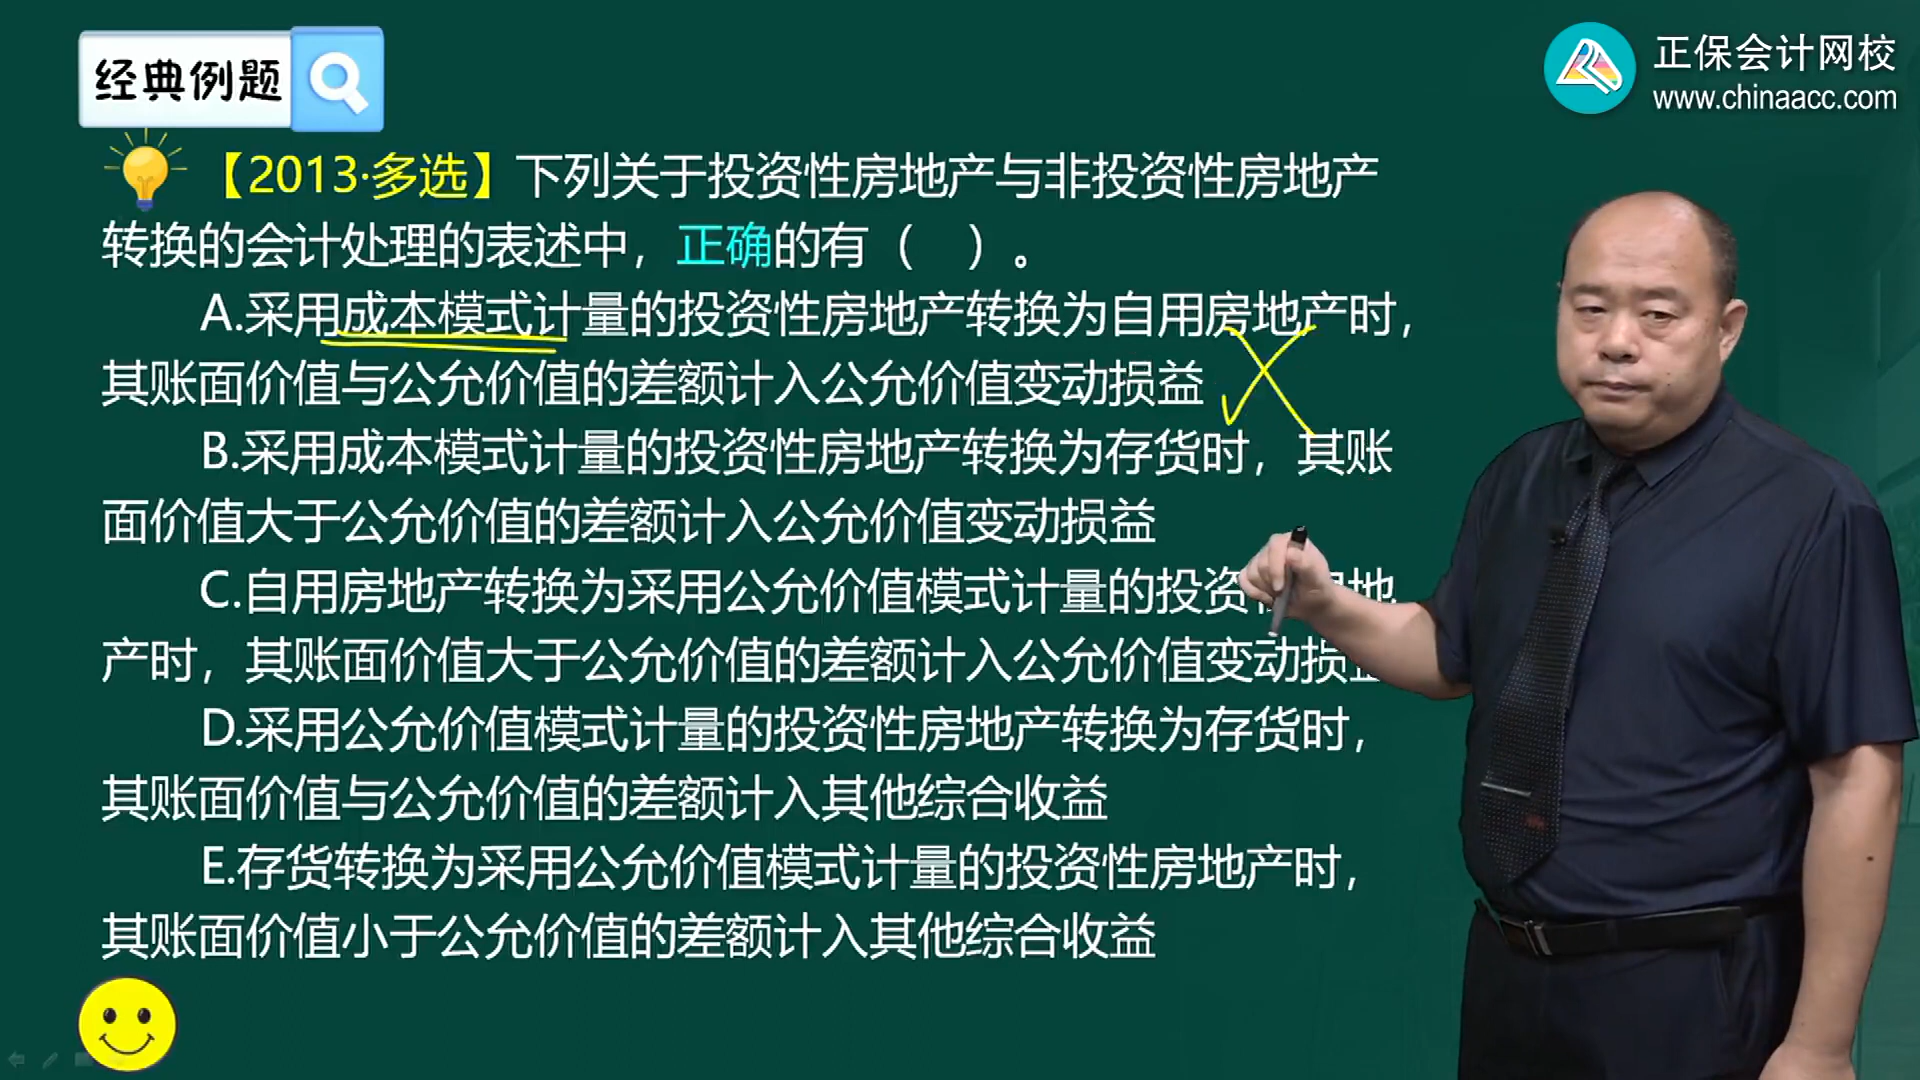 经典例题
正保会计网校
www.chinaacc.com
【2013·多选】下列关于投资性房地产与非投资性房地产
转换的会计处理的表述中，正确的有（　）。
A.采用成本模式计量的投资性房地产转换为自用房地产时，
其账面价值与公允价值的差额计入公允价值变动损益
B.采用成本模式计量的投资性房地产转换为存货时，其账
面价值大于公允价值的差额计入公允价值变动损益
C.自用房地产转换为采用公允价值模式计量的投资 地
产时，其账面价值大于公允价值的差额计入公允价值变动损
D.采用公允价值模式计量的投资性房地产转换为存货时，
其账面价值与公允价值的差额计入其他综合收益
E.存货转换为采用公允价值模式计量的投资性房地产时，
其账面价值小于公允价值的差额计入其他综合收益